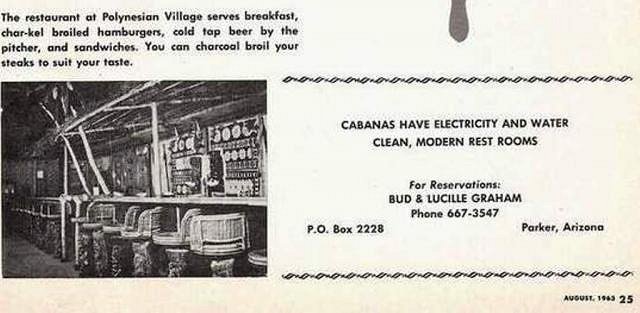 The restaurant at Polynesian Village serves breakfast,
char-kel broiled hamburgers, cold tap beer by the
pitcher, and sandwiches. You can charcoal broil your
steaks to suit your taste.
CABANAS HAVE ELECTRICITY AND WATER
CLEAN, MODERN REST ROOMS
For Reservations:
BUD & LUCILLE GRAHAM
Phone 667-3547
P.O. Box 2228 Parker, Arizona
AUGUST, 1963 25